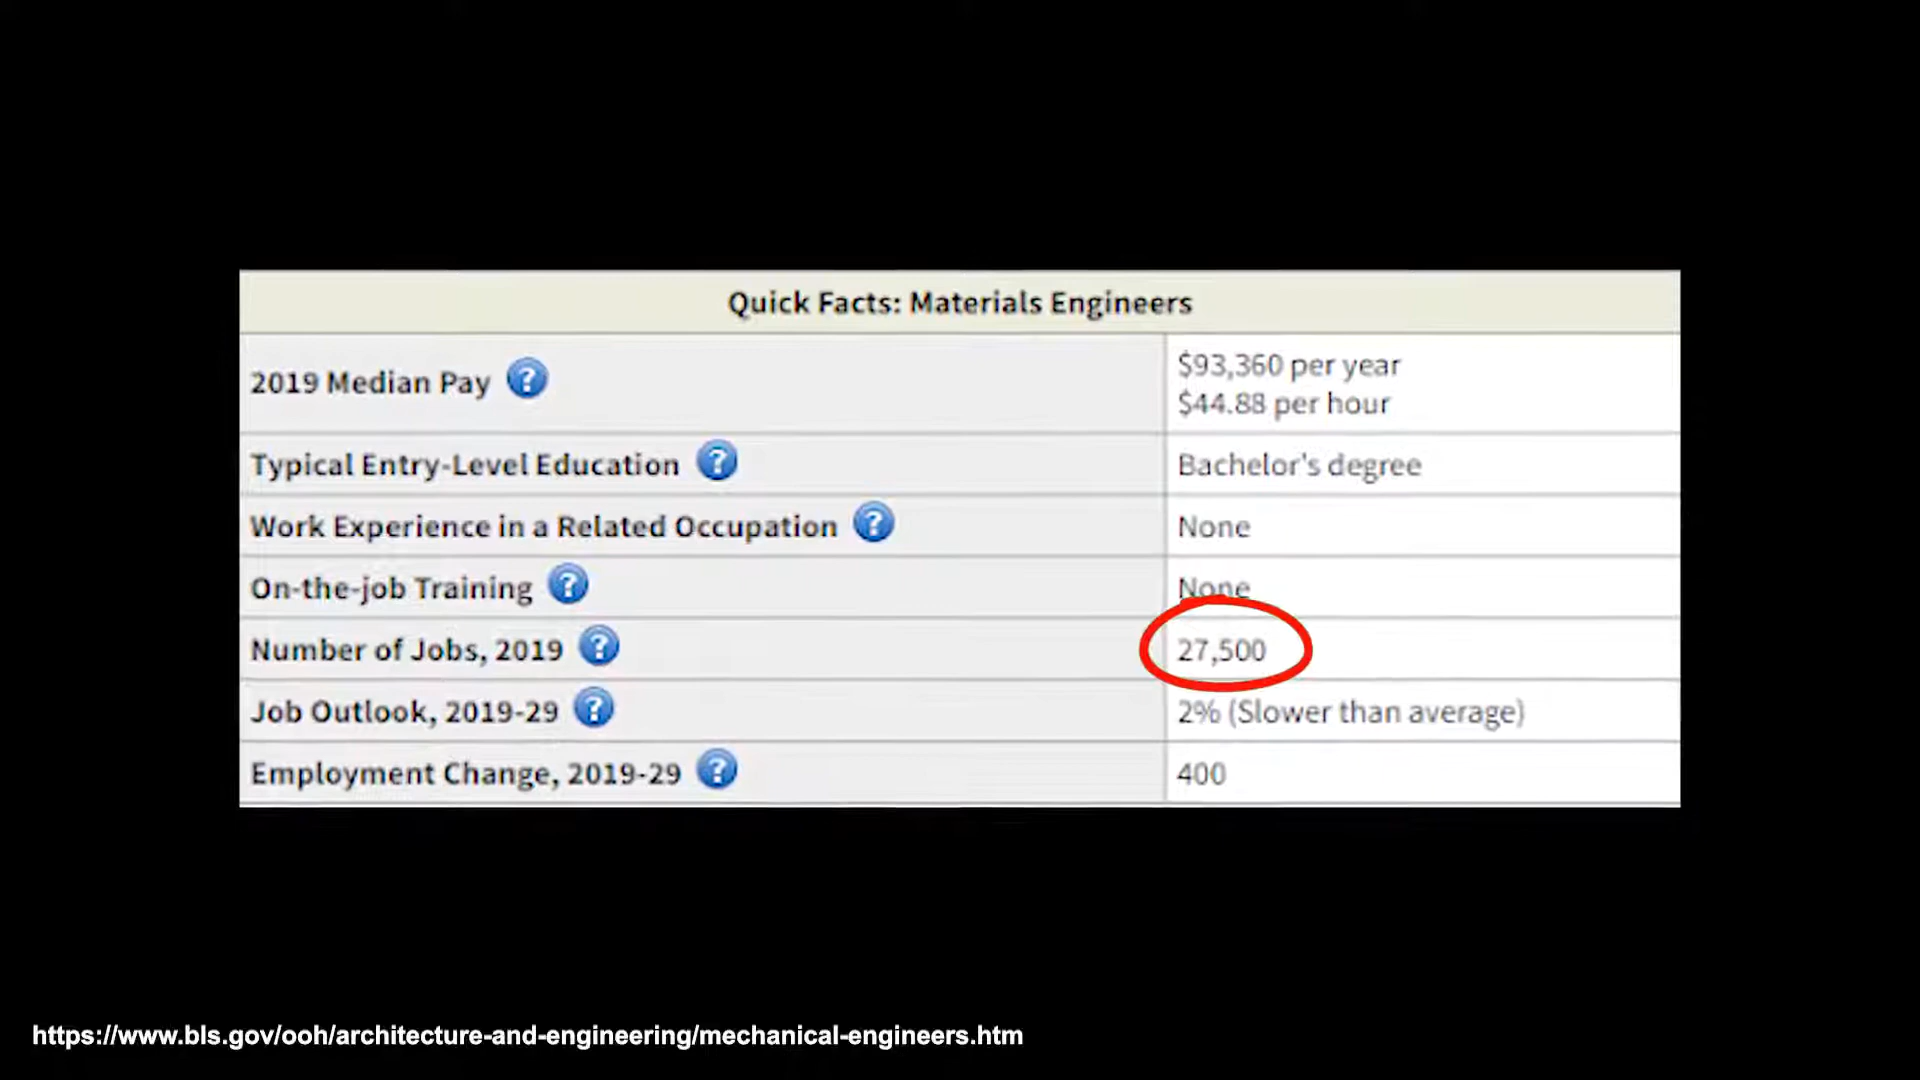 Quick Facts: Materials Engineers
2019 Median Pay ?
$93,360 per year
$44.88 per hour
Typical Entry-Level Education ? Bachelor's degree
Work Experience in a Related Occupation ? None
On-the-job Training ? None
Number of Jobs, 2019 ? 27,500
Job Outlook, 2019-29 ? 2% (Slower than average)
Employment Change, 2019-29 ? 400
https://www.bls.gov/ooh/architecture-and-engineering/mechanical-engineers.htm